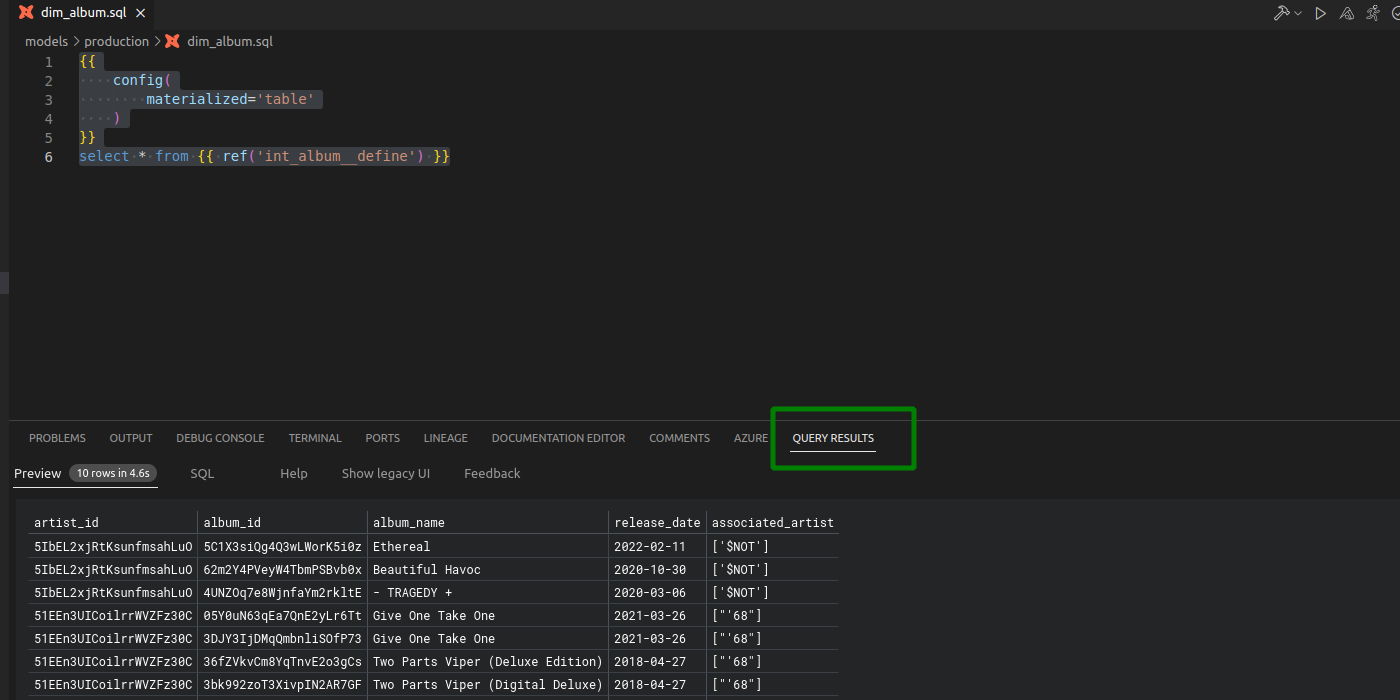 dim_album.sql
models > production > dim_album.sql
1 {{
2 config(
3 materialized='table'
4 )
5 }}
6 select * from {{ ref('int_album__define') }}
PROBLEMS OUTPUT DEBUG CONSOLE TERMINAL PORTS LINEAGE DOCUMENTATION EDITOR COMMENTS AZURE QUERY RESULTS
Preview 10 rows in 4.6s SQL Help Show legacy UI Feedback
artist_id album_id album_name release_date associated_artist
5IbEL2xjRtKsunfmsahLuO 5C1X3siQg4Q3wLWorK5i0z Ethereal 2022-02-11 ['$NOT']
5IbEL2xjRtKsunfmsahLuO 62m2Y4PVeyW4TbmPSBvb0x Beautiful Havoc 2020-10-30 ['$NOT']
5IbEL2xjRtKsunfmsahLuO 4UNZOq7e8WjnfaYm2rkltE - TRAGEDY + 2020-03-06 ['$NOT']
51EEn3UICoilrrWVZFz30C 05Y0uN63qEa7QnE2yLr6Tt Give One Take One 2021-03-26 ["'68"]
51EEn3UICoilrrWVZFz30C 3DJY3IjDMqQmbnliSOfP73 Give One Take One 2021-03-26 ["'68"]
51EEn3UICoilrrWVZFz30C 36fZVkvCm8YqTnvE2o3gCs Two Parts Viper (Deluxe Edition) 2018-04-27 ["'68"]
51EEn3UICoilrrWVZFz30C 3bk992zoT3XivpIN2AR7GF Two Parts Viper (Digital Deluxe) 2018-04-27 ["'68"]